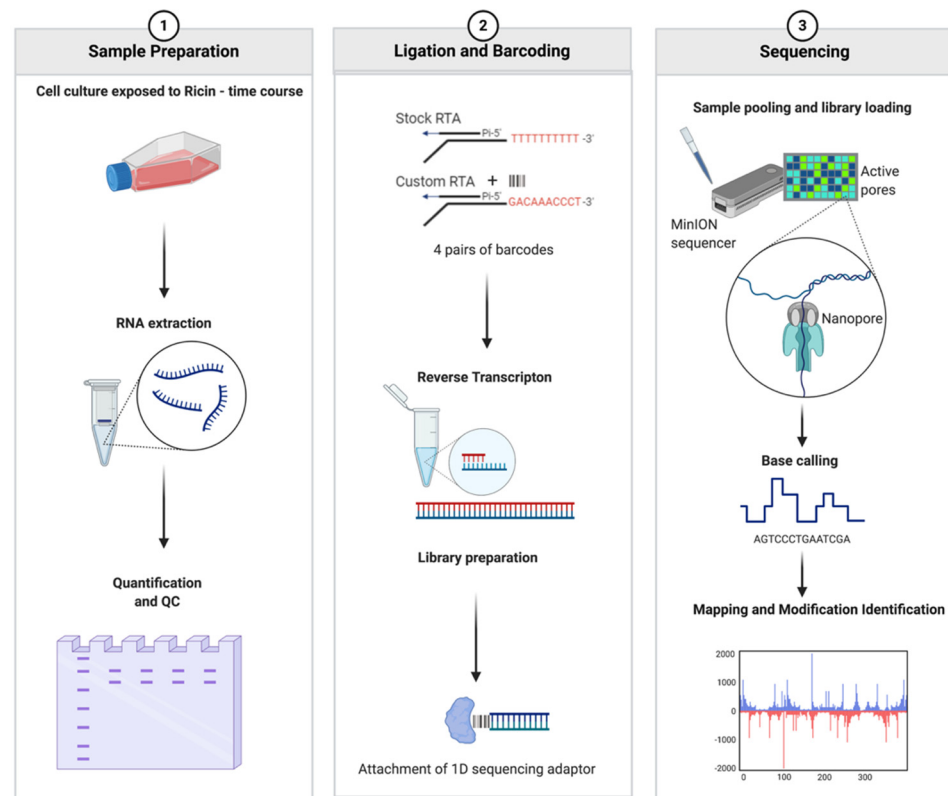 1
Sample Preparation
Cell culture exposed to Ricin - time course
RNA extraction
Quantification
and QC
2
Ligation and Barcoding
Stock RTA
Pi-5'
TTTTTTTTTT -3'
Custom RTA +
Pi-5'
GACAAACCCT-3'
4 pairs of barcodes
Reverse Transcripton
Library preparation
Attachment of 1D sequencing adaptor
3
Sequencing
Sample pooling and library loading
Active
pores
MinION
sequencer
Nanopore
Base calling
AGTCCCTGAATCGA
Mapping and Modification Identification
2000
1000
0
-1000
-2000
0 100 200 300